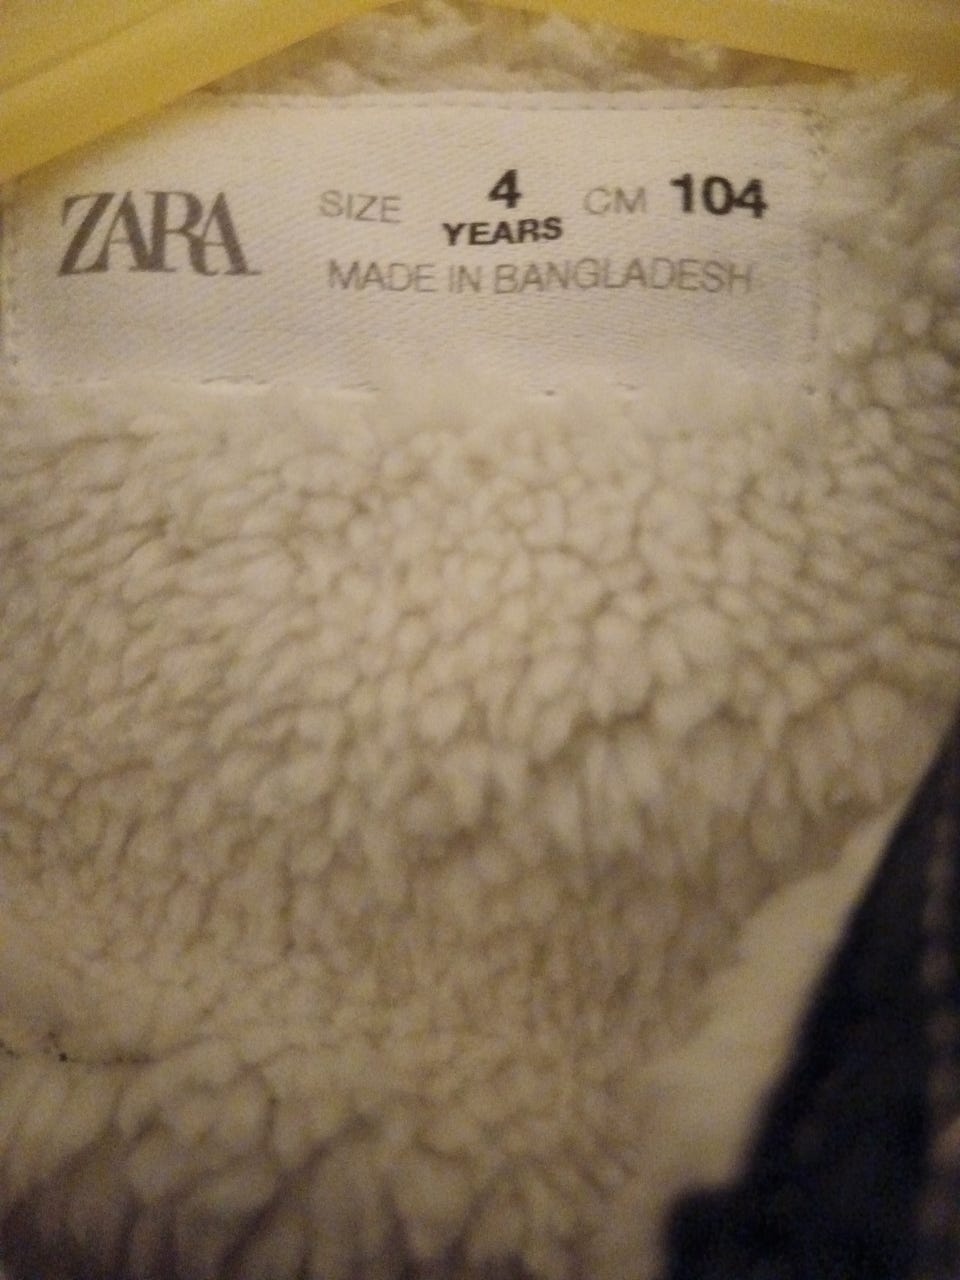 ZARA
SIZE 4 YEARS CM 104
MADE IN BANGLADESH